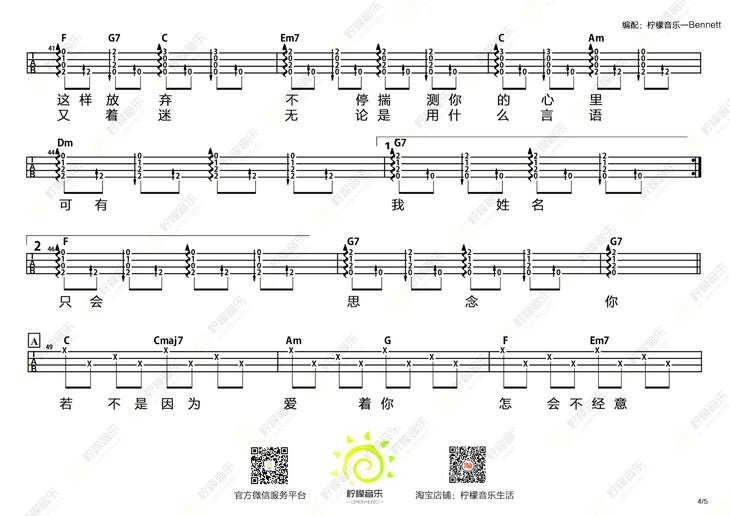 编配：柠檬音乐—Bennett
41 F G7 C Em7 C Am
这样放弃 不停揣测你的心里
又着迷 无论是用什么言语
44 Dm 1. G7
可有 我姓名
2 46 F G7 G7
只会 思念你
A 49 C Cmaj7 Am G F Em7
若不是因为爱着你怎会不经意
官方微信服务平台 柠檬音乐 淘宝店铺：柠檬音乐生活
LEMON MUSIC
4/5